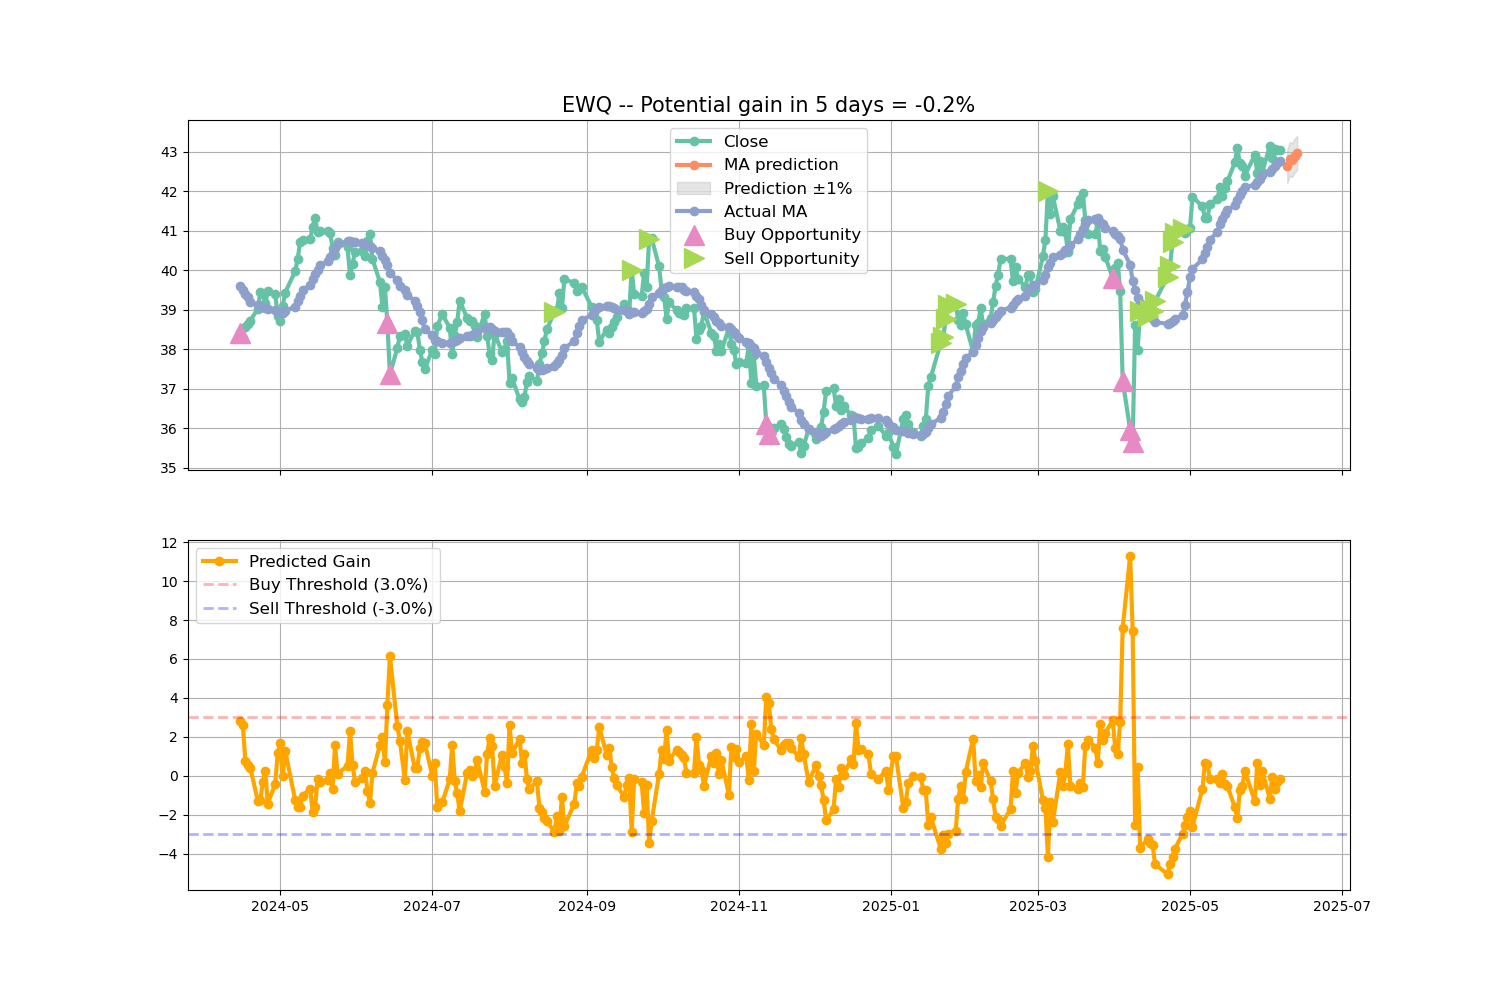 EWQ -- Potential gain in 5 days = -0.2%
43
42
41
40
39
38
37
36
35
Close
MA prediction
Prediction ±1%
Actual MA
Buy Opportunity
Sell Opportunity
12
10
8
6
4
2
0
−2
−4
Predicted Gain
Buy Threshold (3.0%)
Sell Threshold (-3.0%)
2024-05
2024-07
2024-09
2024-11
2025-01
2025-03
2025-05
2025-07